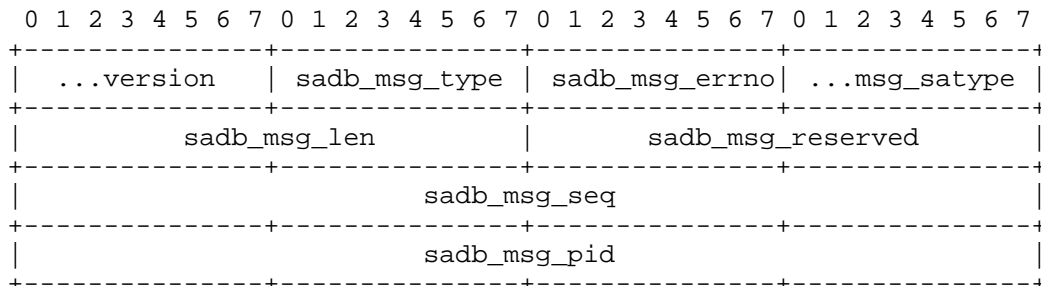 0 1 2 3 4 5 6 7 0 1 2 3 4 5 6 7 0 1 2 3 4 5 6 7 0 1 2 3 4 5 6 7
+---------------+---------------+---------------+---------------+
| ...version | sadb_msg_type | sadb_msg_errno| ...msg_satype |
+---------------+---------------+---------------+---------------+
| sadb_msg_len | sadb_msg_reserved |
+---------------+---------------+---------------+---------------+
| sadb_msg_seq |
+---------------+---------------+---------------+---------------+
| sadb_msg_pid |
+---------------+---------------+---------------+---------------+